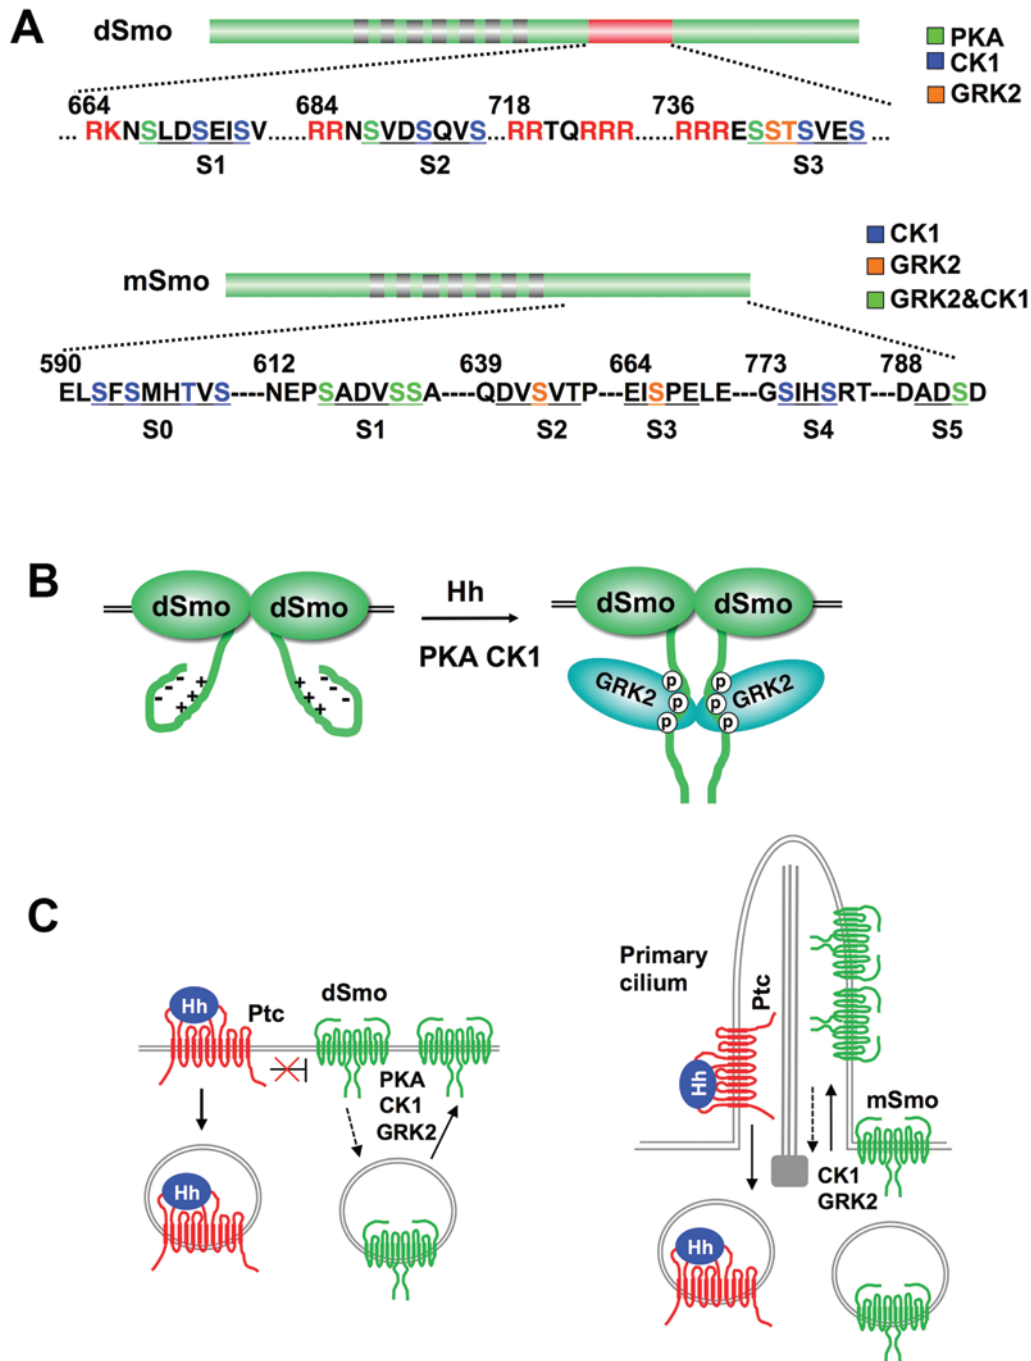 A
dSmo
PKA
CK1
GRK2
664 684 718 736
... RKNSLDSEISV......RRNSVDSQVS...RRTQRRR......RRRESSTSVES ...
S1 S2 S3
mSmo
CK1
GRK2
GRK2&CK1
590 612 639 664 773 788
ELSFSMHTVS----NEPSADVSSA----QDVSVTP---EISPELE---GSIHSRT---DADSD
S0 S1 S2 S3 S4 S5
B
dSmo dSmo Hh dSmo dSmo
PKA CK1
- - - + + + + + + + - - -
GRK2 p p p p p p GRK2
C
Primary
cilium
Hh Ptc dSmo Ptc
PKA
CK1
GRK2
Hh
mSmo
CK1
GRK2
Hh
Hh